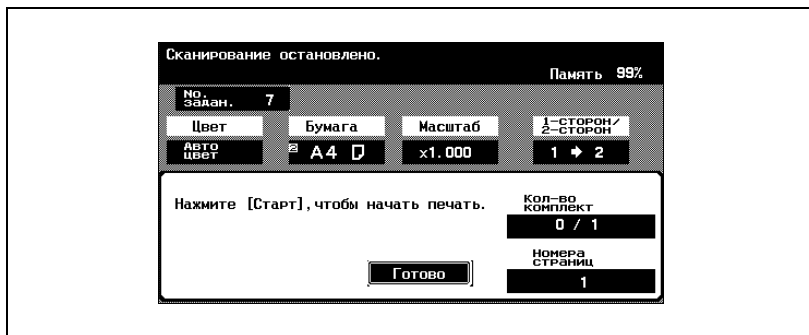 Сканирование остановлено.
Память 99%
No.
задан. 7
Цвет Бумага Масштаб 1-сторон/
2-сторон
Авто
цвет
2 A4 x1.000 1 ➔ 2
Нажмите [Старт],чтобы начать печать.
Кол-во
комплект
0 / 1
Готово
Номера
страниц
1